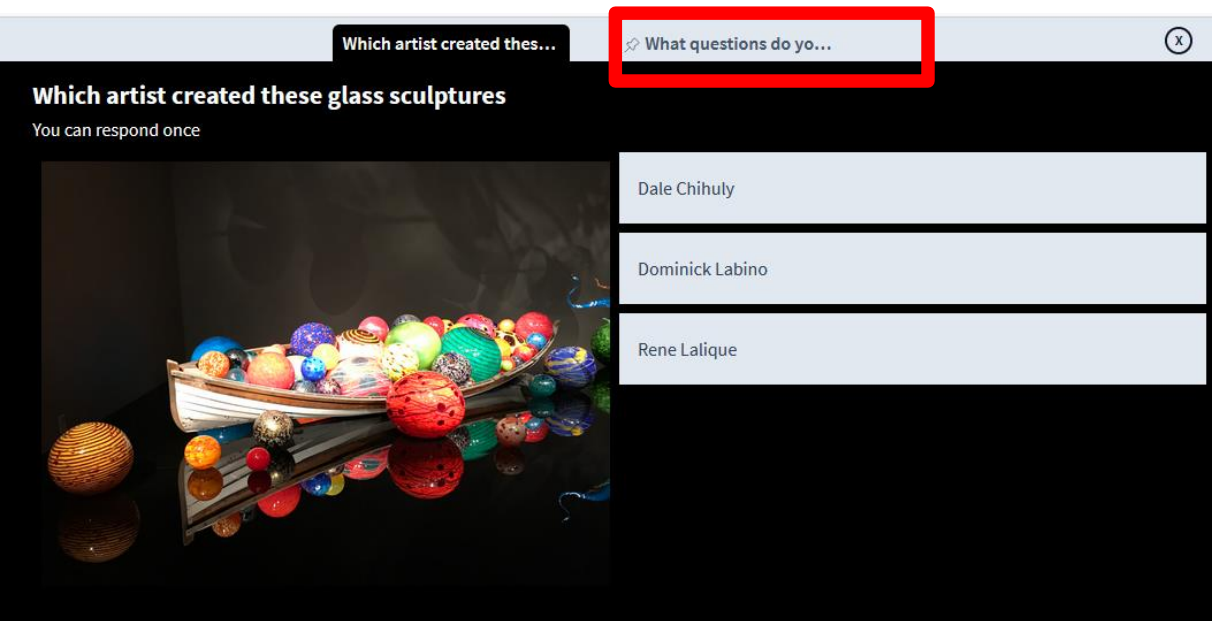 Which artist created thes...
What questions do yo...
X
Which artist created these glass sculptures
You can respond once
Dale Chihuly
Dominick Labino
Rene Lalique